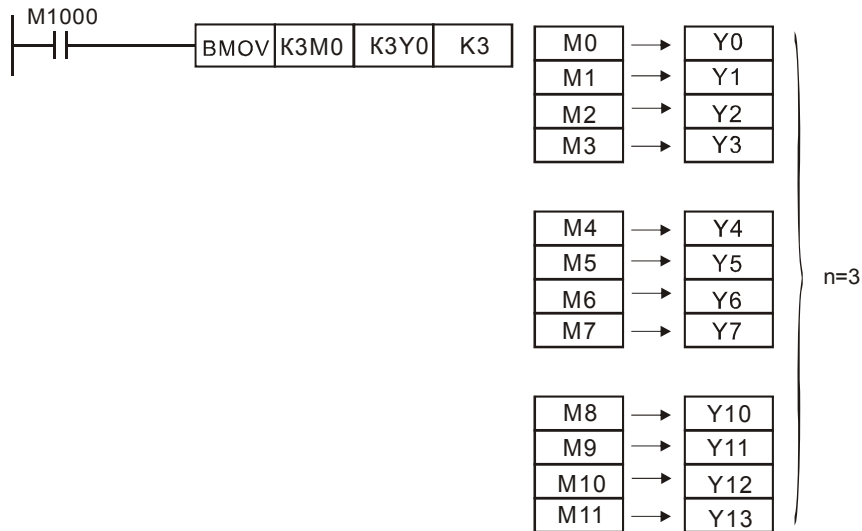 M1000
BMOV K3M0 K3Y0 K3
M0 Y0
M1 Y1
M2 Y2
M3 Y3
M4 Y4
M5 Y5
M6 Y6
M7 Y7
n=3
M8 Y10
M9 Y11
M10 Y12
M11 Y13